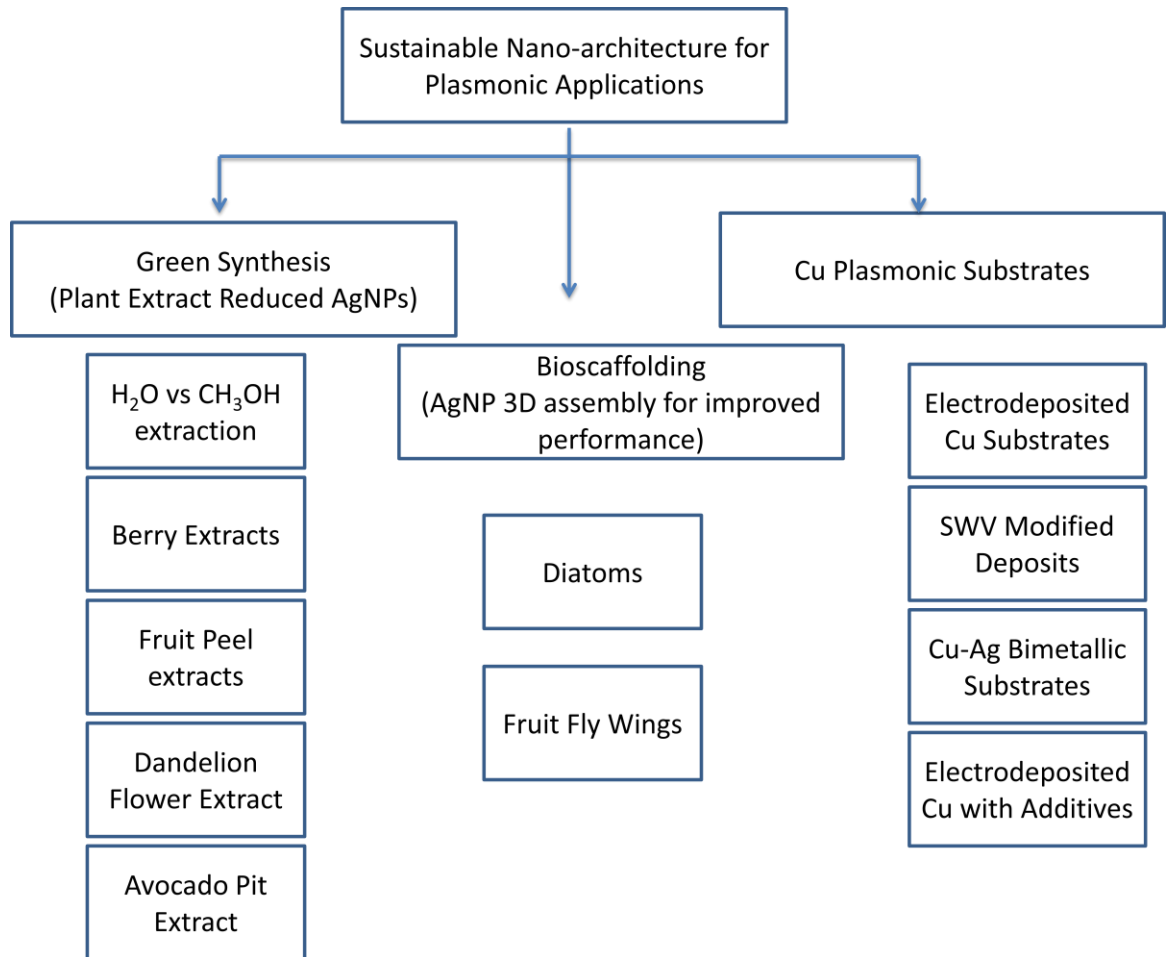 Sustainable Nano-architecture for
Plasmonic Applications
Green Synthesis
(Plant Extract Reduced AgNPs)
H₂O vs CH₃OH
extraction
Berry Extracts
Fruit Peel
extracts
Dandelion
Flower Extract
Avocado Pit
Extract
Bioscaffolding
(AgNP 3D assembly for improved
performance)
Diatoms
Fruit Fly Wings
Cu Plasmonic Substrates
Electrodeposited
Cu Substrates
SWV Modified
Deposits
Cu-Ag Bimetallic
Substrates
Electrodeposited
Cu with Additives